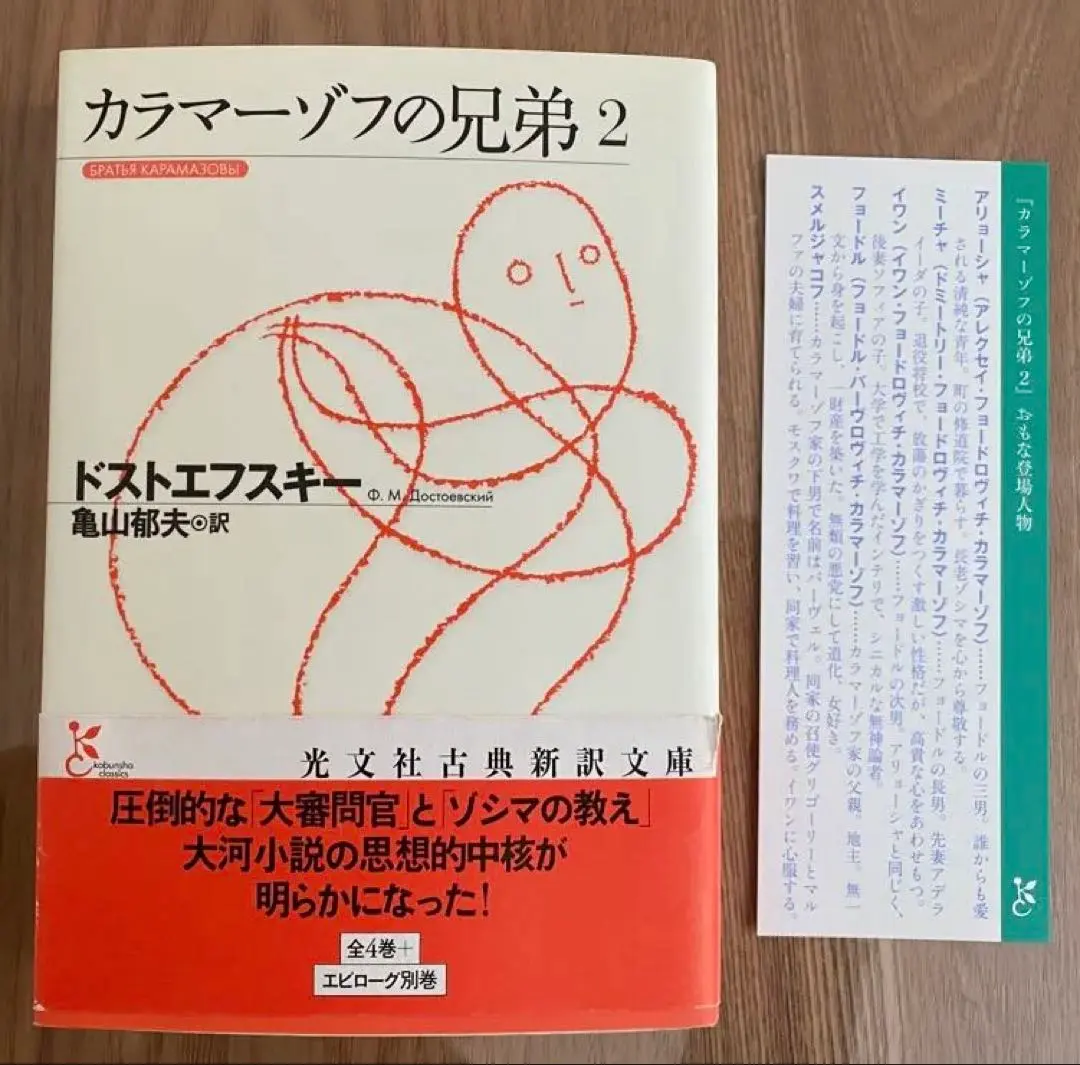 カラマーゾフの兄弟 2
БРАТЬЯ КАРАМАЗОВЫ
ドストエフスキー
Ф. М. Достоевский
亀山郁夫◉訳
kobunsha
classics
光文社古典新訳文庫
圧倒的な「大審問官」と「ゾシマの教え」
大河小説の思想的中核が
明らかになった!
全4巻+
エピローグ別巻
『カラマーゾフの兄弟2』おもな登場人物
アリョーシャ(アレクセイ・フョードロヴィチ・カラマーゾフ)……フョードルの三男。誰からも愛
される清純な青年。町の修道院で暮らす。長老ゾシマを心から尊敬する。
ミーチャ(ドミートリー・フョードロヴィチ・カラマーゾフ)……フョードルの長男。先妻アデラ
イーダの子。退役将校で、放蕩のかぎりをつくす激しい性格だが、高貴な心をあわせもつ。
イワン(イワン・フョードロヴィチ・カラマーゾフ)……フョードルの次男。アリョーシャと同じく、
後妻ソフィアの子。大学で工学を学んだインテリで、シニカルな無神論者。
フョードル(フョードル・パーヴロヴィチ・カラマーゾフ)……カラマーゾフ家の父親。地主。無一
文から身を起こし、一財産を築いた。無類の悪党にして道化、女好き。
スメルジャコフ……カラマーゾフ家の下男で名前はパーヴェル。同家の召使グリゴーリーとマル
ファの夫婦に育てられる。モスクワで料理を習い、同家で料理人を務める。イワンに心服する。